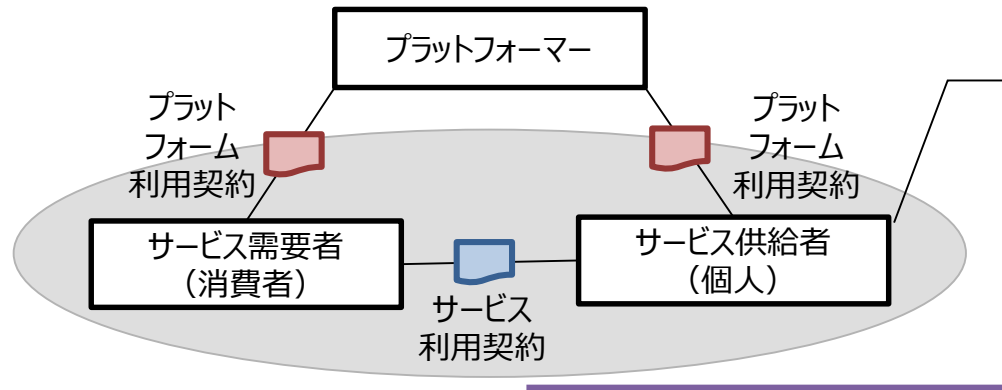 プラットフォーマー
プラット
フォーム
利用契約
プラット
フォーム
利用契約
サービス需要者
（消費者）
サービス供給者
（個人）
サービス
利用契約